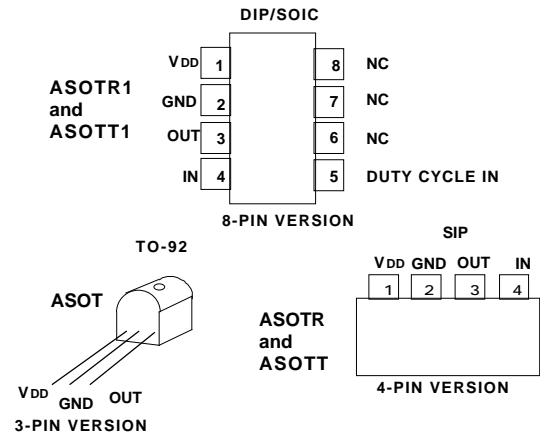 DIP/SOIC
ASOTR1
and
ASOTT1
VDD 1 8 NC
GND 2 7 NC
OUT 3 6 NC
IN 4 5 DUTY CYCLE IN
8-PIN VERSION
TO-92
ASOT
VDD GND OUT
3-PIN VERSION
SIP
VDD GND OUT IN
1 2 3 4
ASOTR
and
ASOTT
4-PIN VERSION